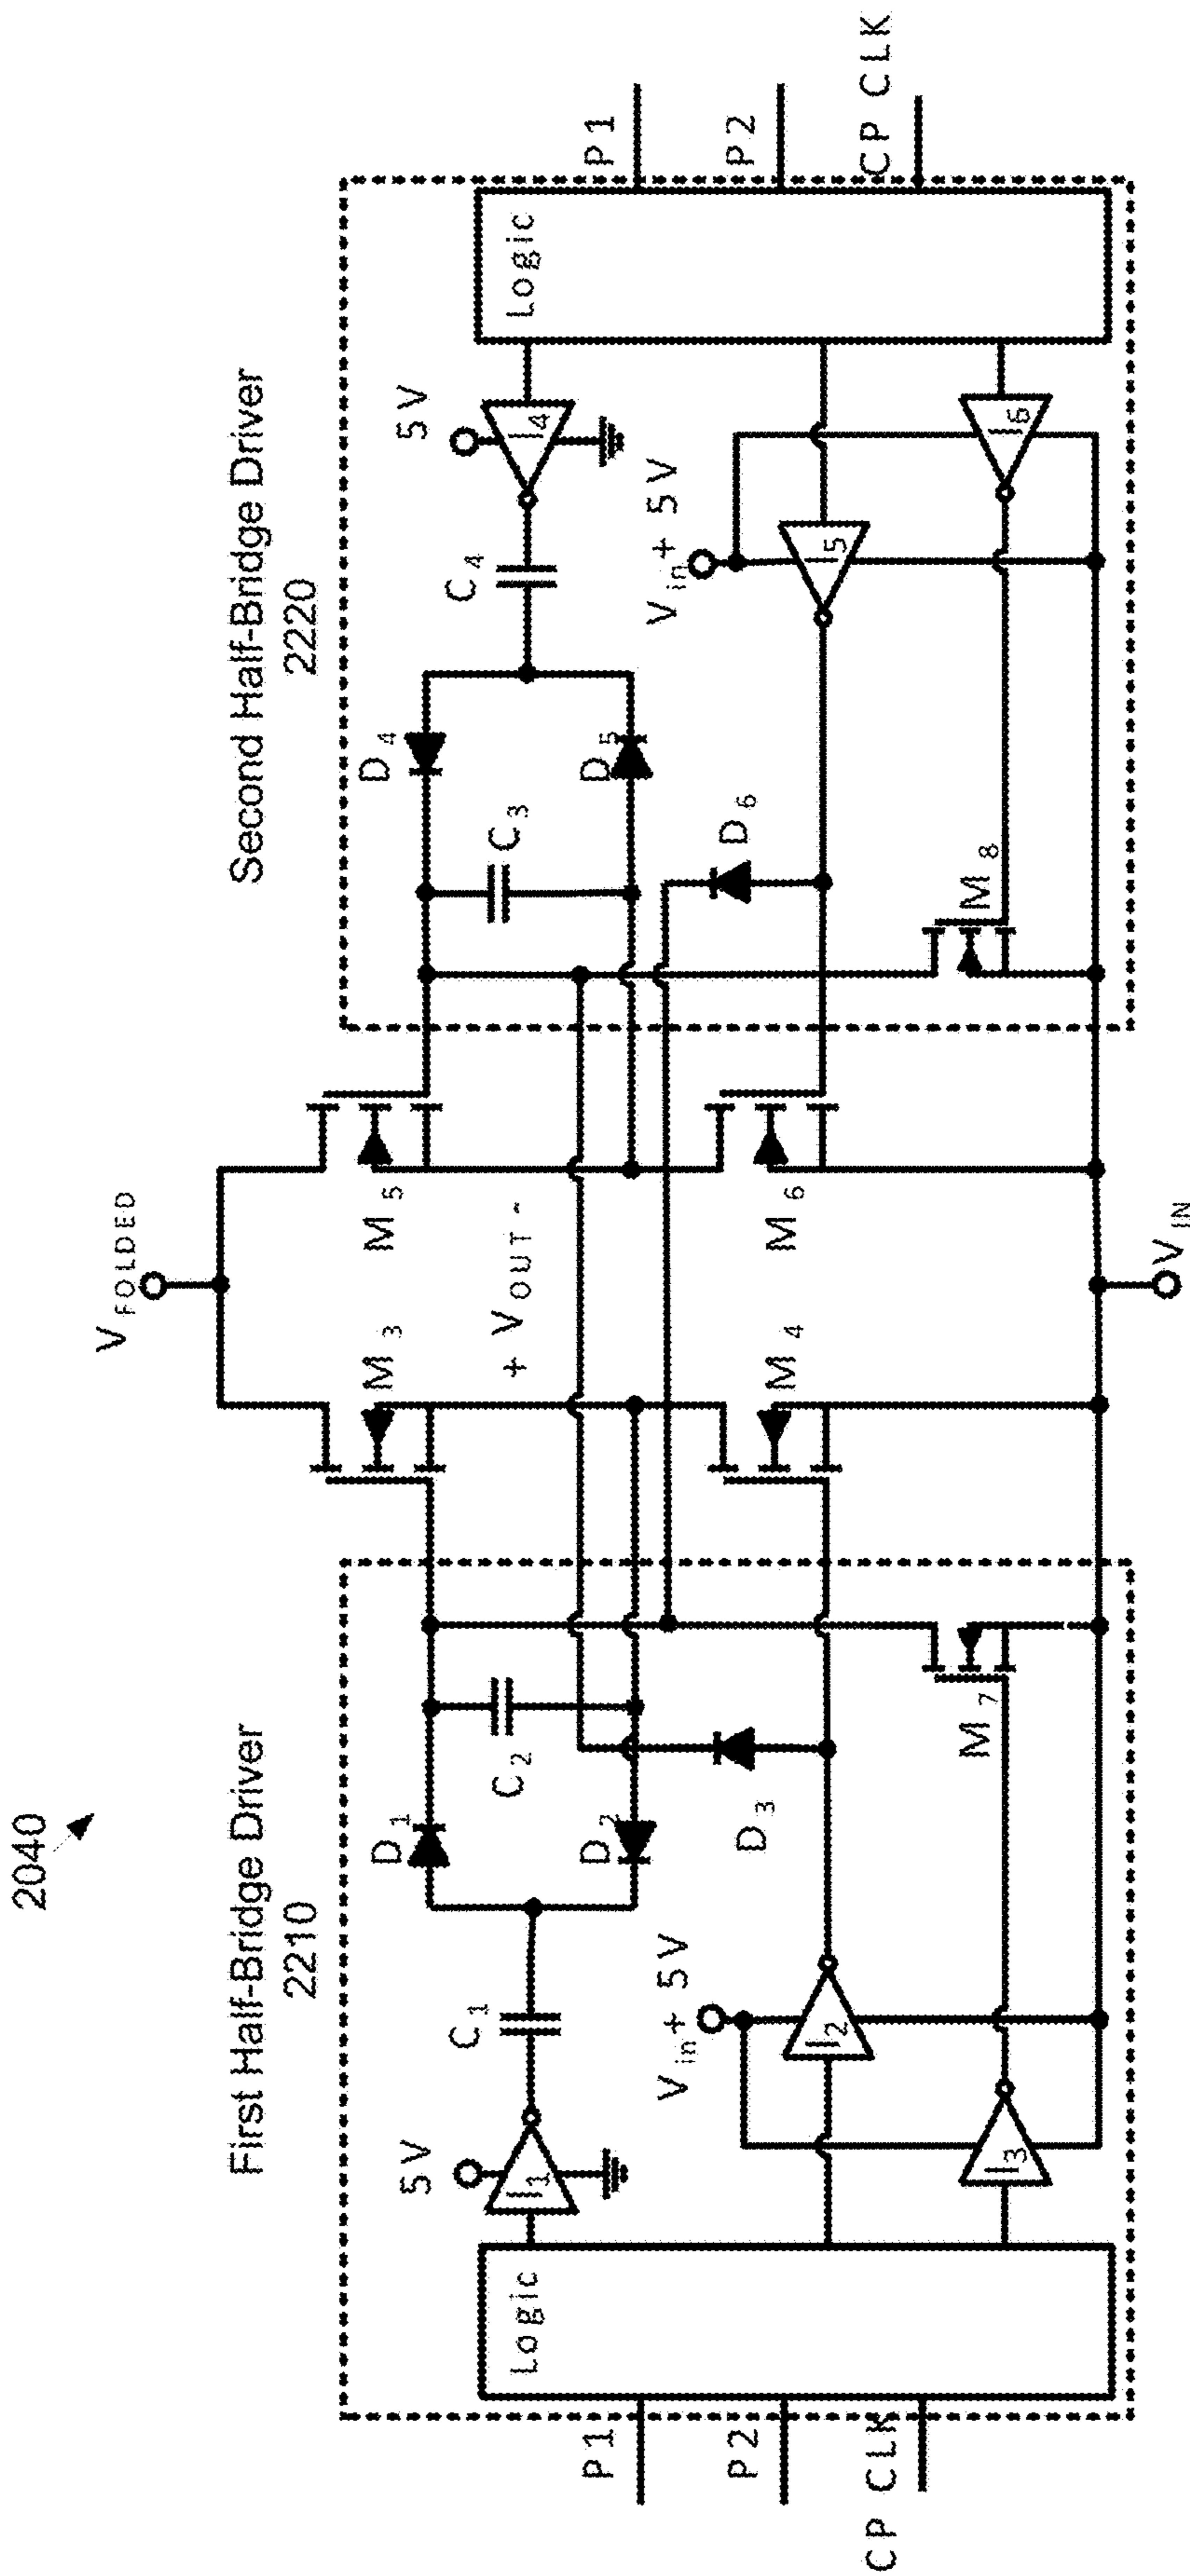 2040
First Half-Bridge Driver
2210
Second Half-Bridge Driver
2220
V FOLDED
P1
P2
CP CLK
Logic
5 V
I1
C1
D1
D2
C2
Vin + 5 V
I2
I3
D3
M7
M3
M4
+ VOUT -
M5
M6
VIN
D4
D5
C3
C4
D6
M8
5 V
I4
Vin + 5 V
I5
I6
Logic
P1
P2
CP CLK